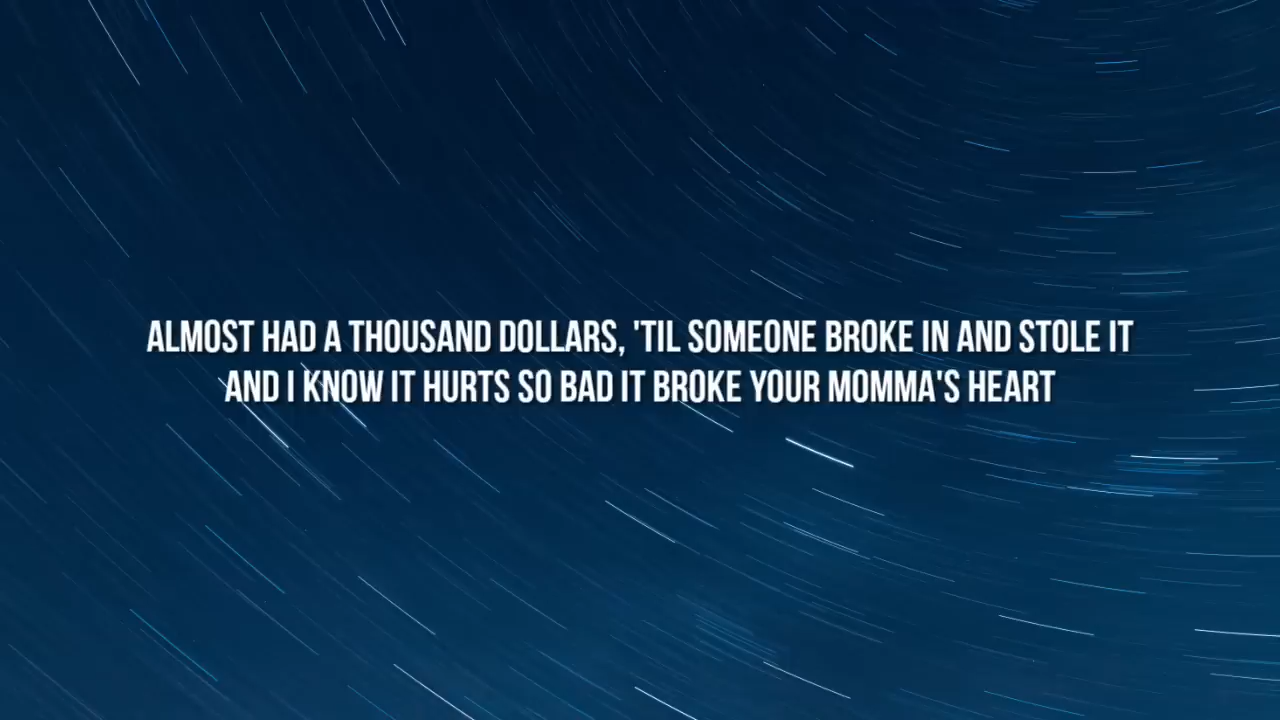 ALMOST HAD A THOUSAND DOLLARS, 'TIL SOMEONE BROKE IN AND STOLE IT
AND I KNOW IT HURTS SO BAD IT BROKE YOUR MOMMA'S HEART